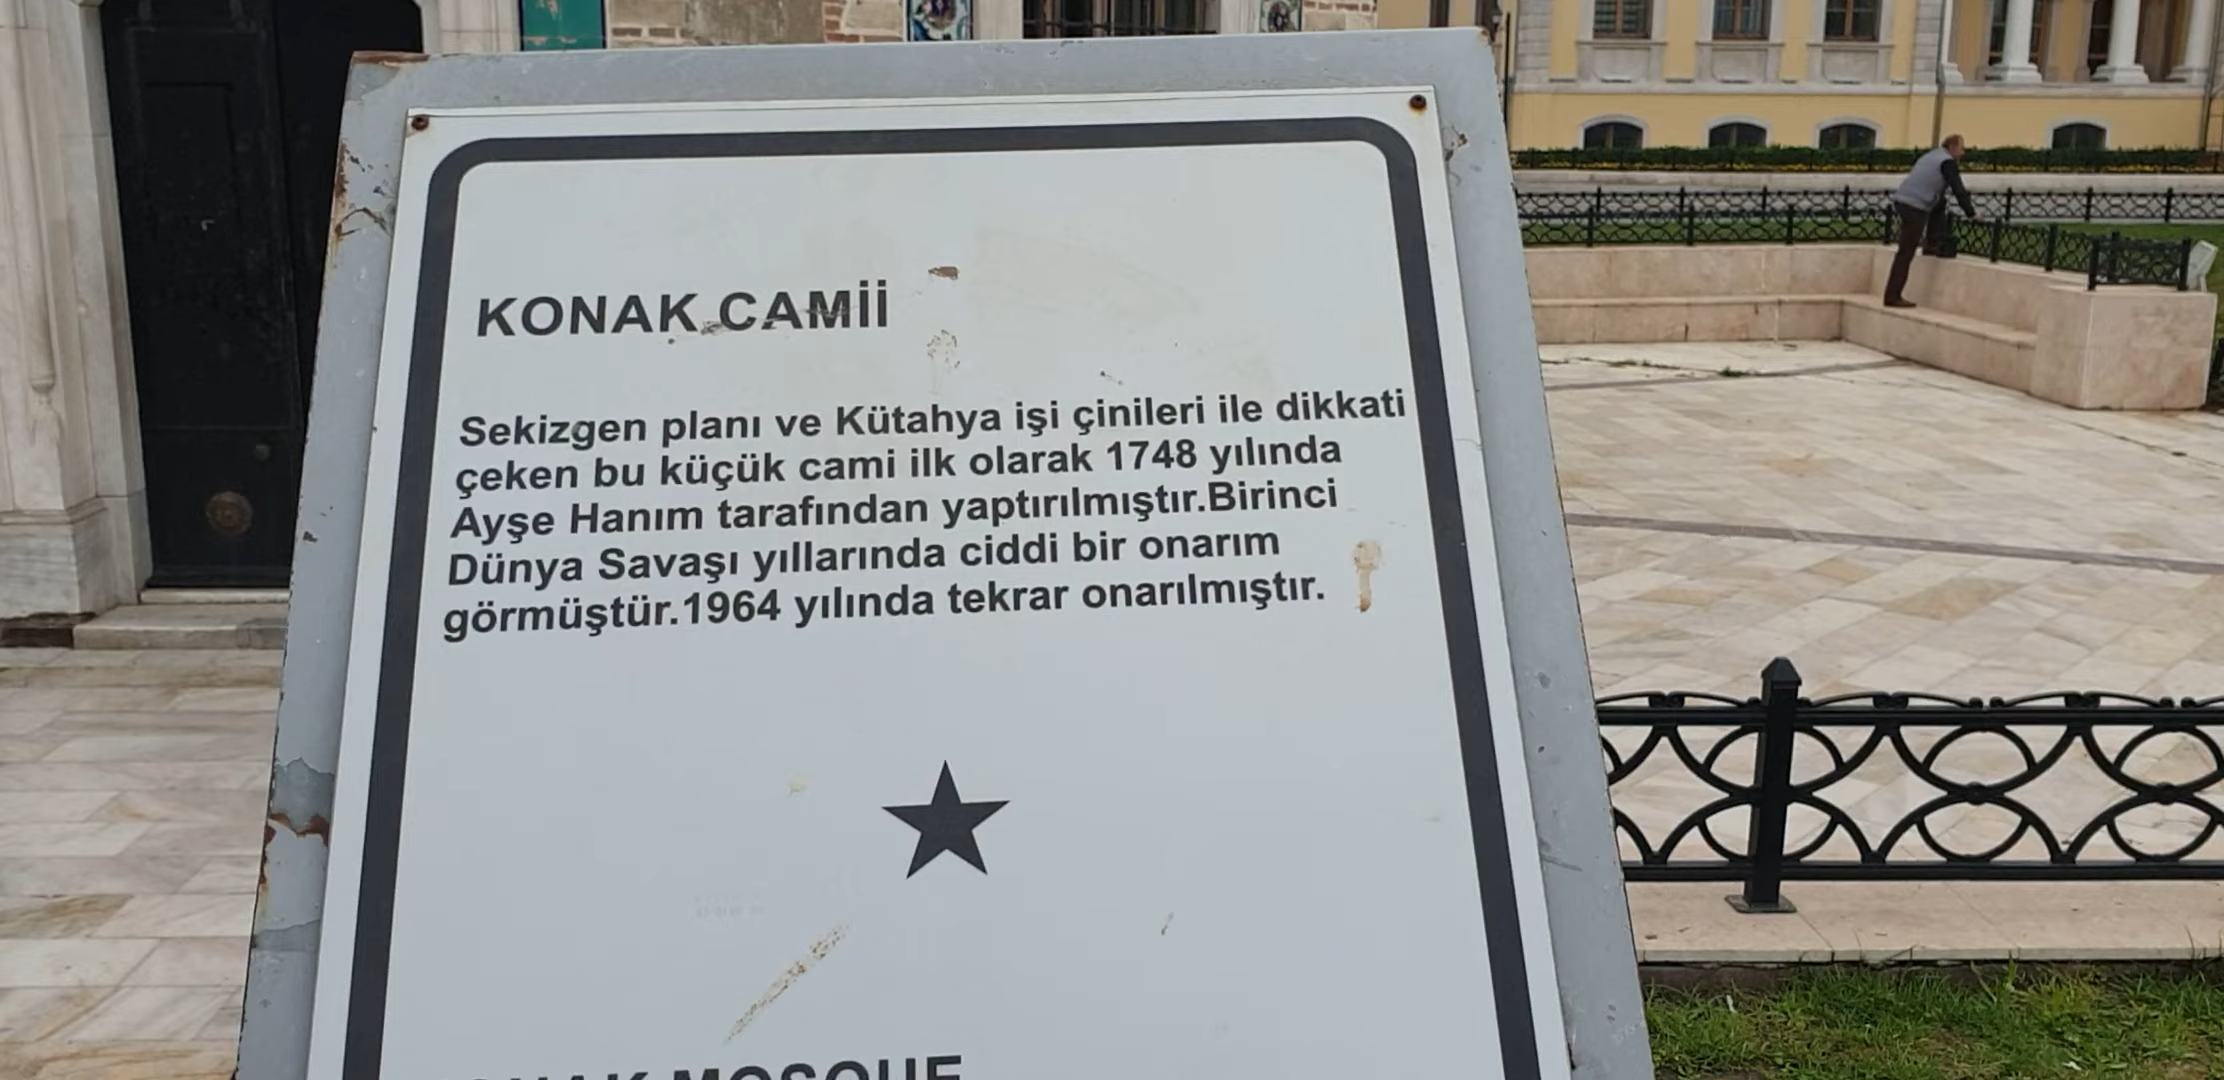 KONAK CAMİİ
Sekizgen planı ve Kütahya işi çinileri ile dikkati
çeken bu küçük cami ilk olarak 1748 yılında
Ayşe Hanım tarafından yaptırılmıştır.Birinci
Dünya Savaşı yıllarında ciddi bir onarım
görmüştür.1964 yılında tekrar onarılmıştır.
MOSQUE